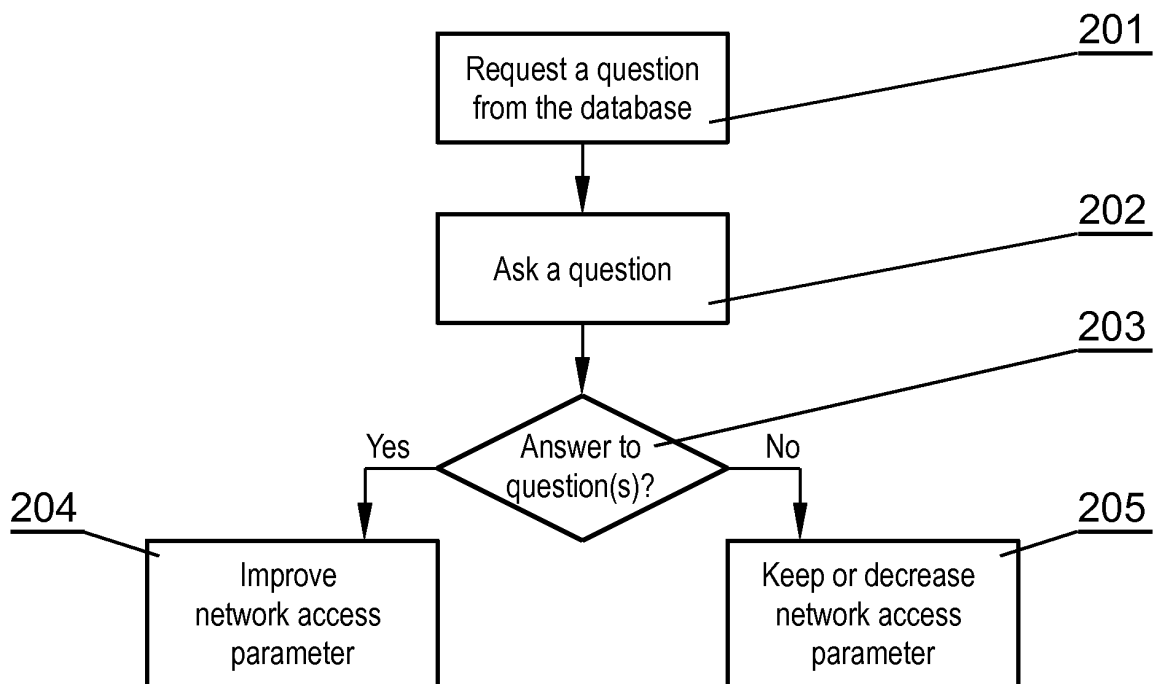 201
Request a question
from the database
202
Ask a question
203
Yes
Answer to
question(s)?
No
204
205
Improve
network access
parameter
Keep or decrease
network access
parameter